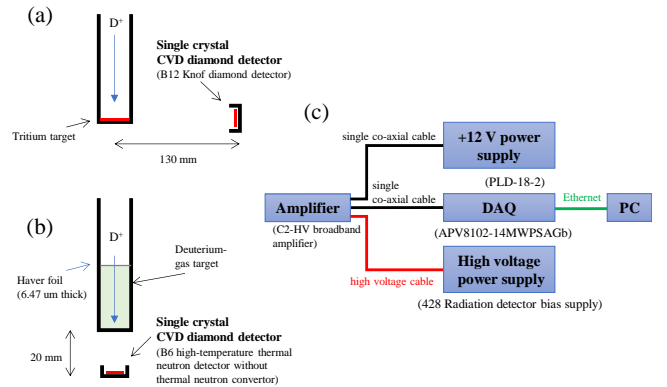 (a)
D⁺
Single crystal
CVD diamond detector
(B12 Knof diamond detector)
Tritium target
130 mm
(b)
D⁺
Deuterium-
gas target
Haver foil
(6.47 um thick)
Single crystal
CVD diamond detector
(B6 high-temperature thermal
neutron detector without
thermal neutron convertor)
20 mm
(c)
single co-axial cable
+12 V power
supply
(PLD-18-2)
single
co-axial cable
Amplifier
(C2-HV broadband
amplifier)
DAQ
(APV8102-14MWPSAGb)
Ethernet
PC
high voltage cable
High voltage
power supply
(428 Radiation detector bias supply)